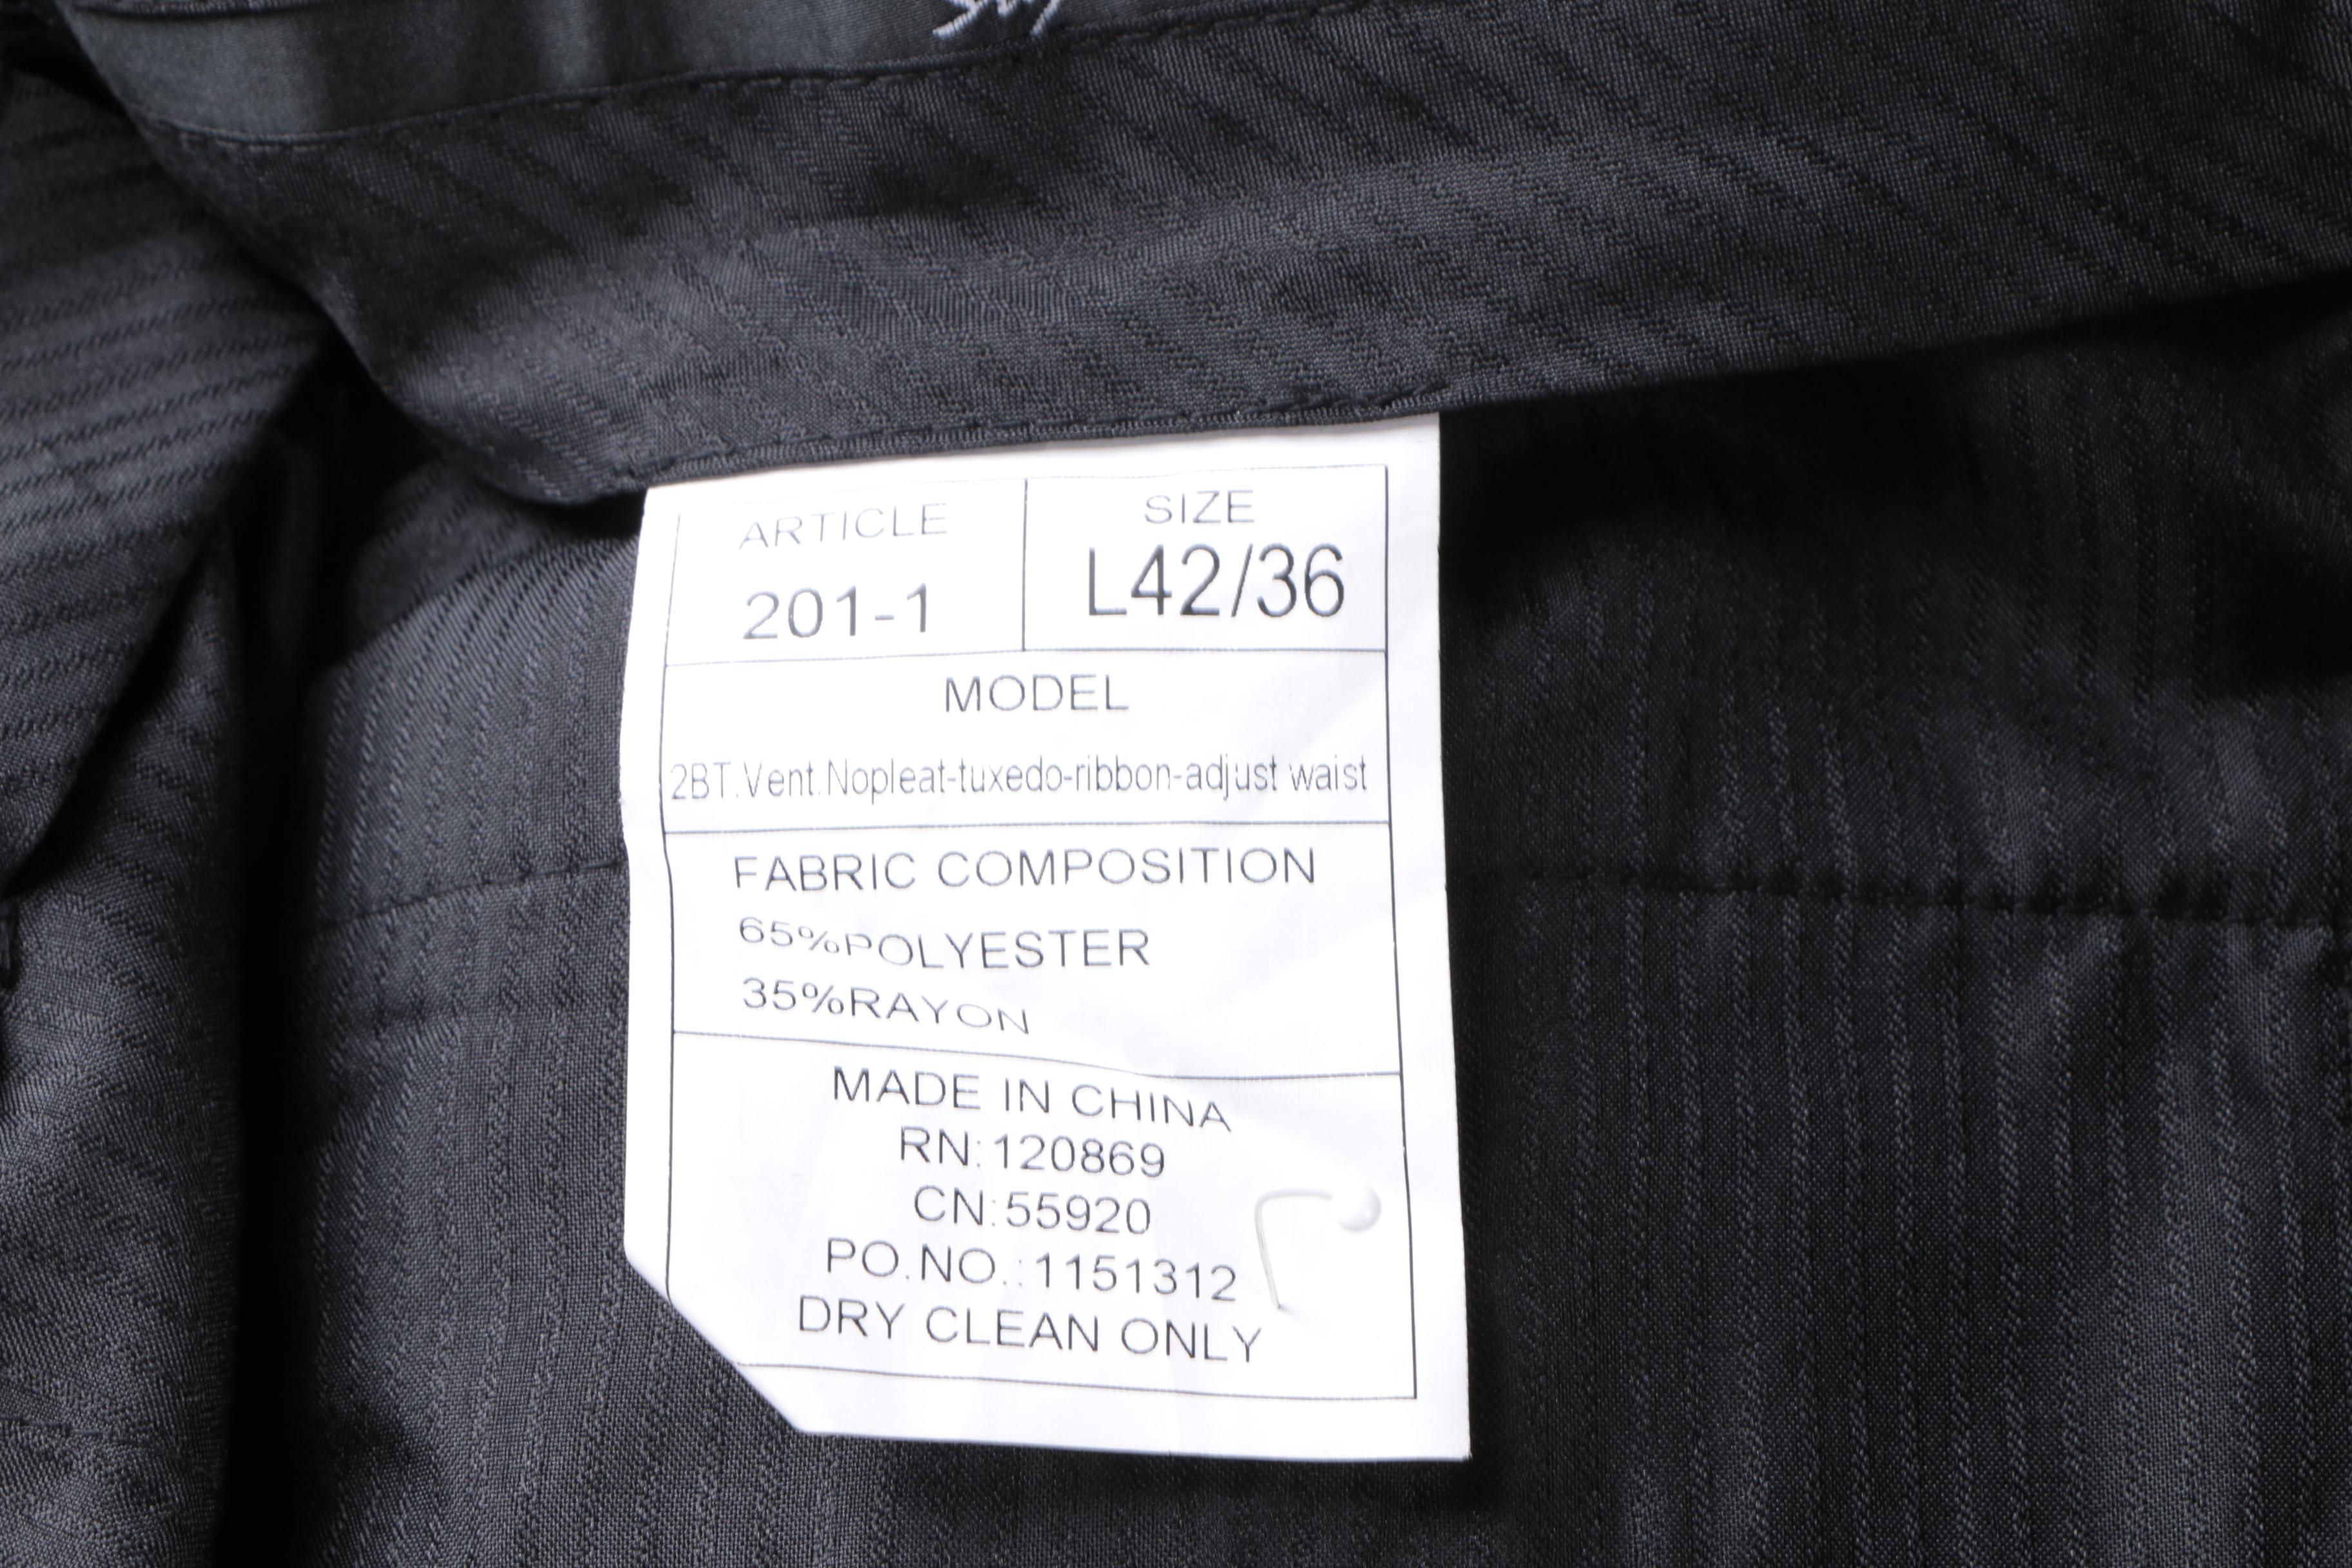 ARTICLE SIZE
201-1 L42/36
MODEL
2BT.Vent.Nopleat-tuxedo-ribbon-adjust waist
FABRIC COMPOSITION
65%POLYESTER
35%RAYON
MADE IN CHINA
RN:120869
CN:55920
PO.NO.:1151312
DRY CLEAN ONLY